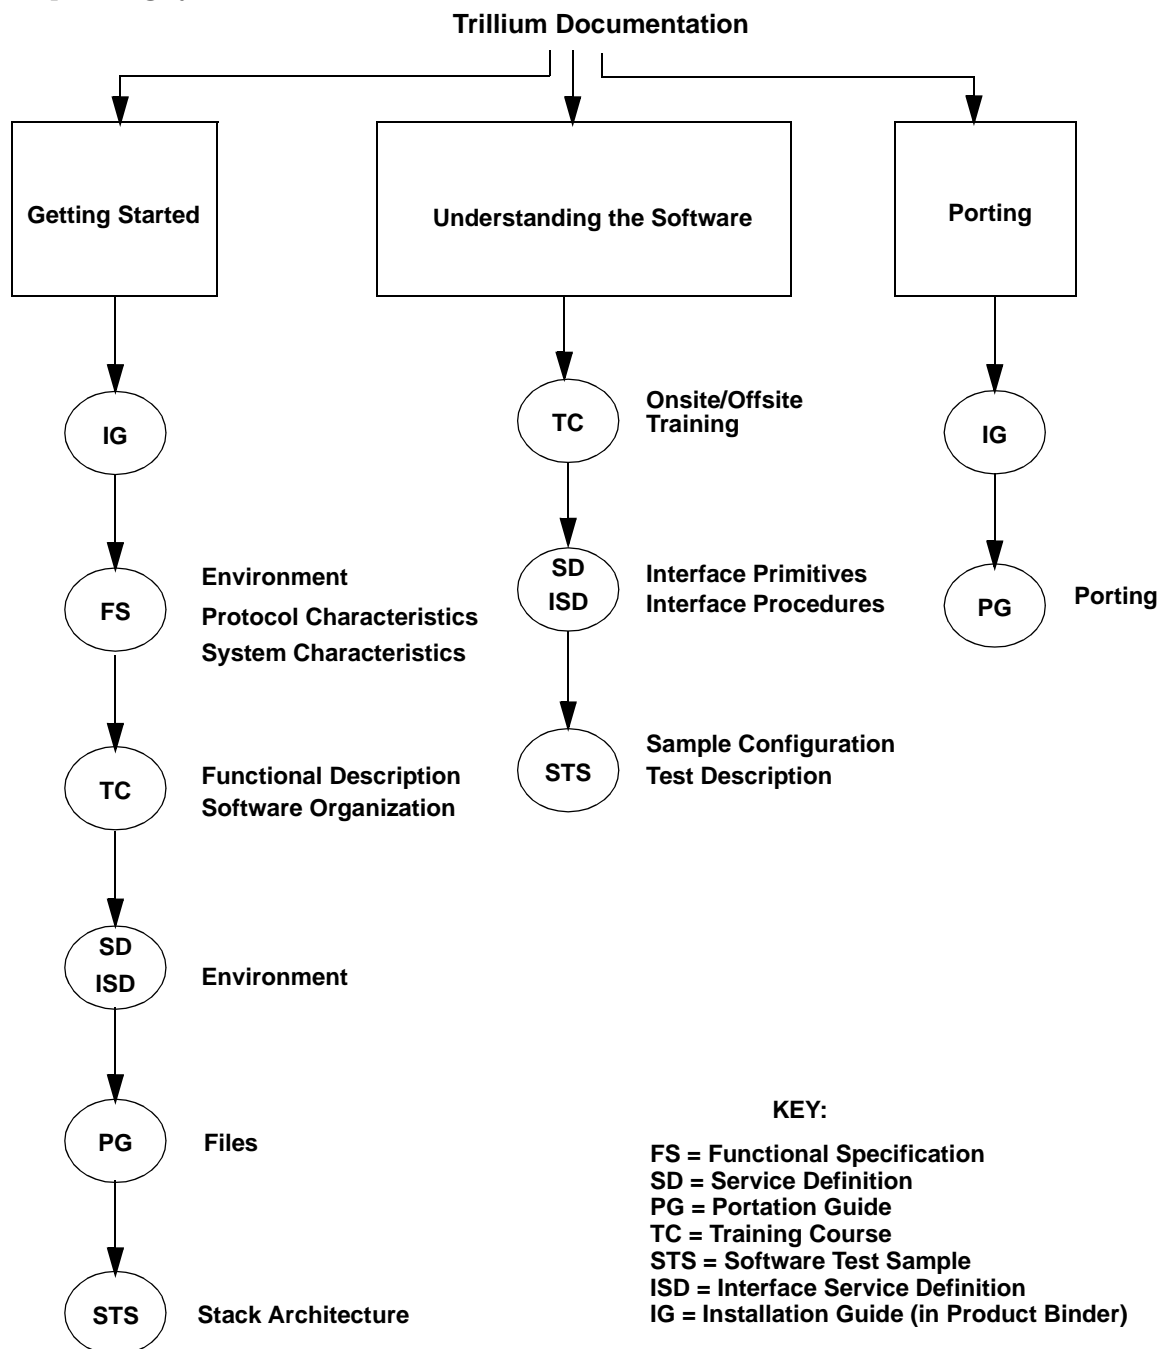 Trillium Documentation
Getting Started
Understanding the Software
Porting
IG
FS
Environment
Protocol Characteristics
System Characteristics
TC
Functional Description
Software Organization
SD
ISD
Environment
PG
Files
STS
Stack Architecture
TC
Onsite/Offsite
Training
SD
ISD
Interface Primitives
Interface Procedures
STS
Sample Configuration
Test Description
IG
PG
Porting
KEY:
FS = Functional Specification
SD = Service Definition
PG = Portation Guide
TC = Training Course
STS = Software Test Sample
ISD = Interface Service Definition
IG = Installation Guide (in Product Binder)